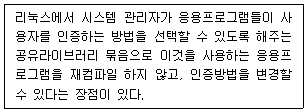 리눅스에서 시스템 관리자가 응용프로그램들이 사
용자를 인증하는 방법을 선택할 수 있도록 해주는
공유라이브러리 묶음으로 이것을 사용하는 응용프
로그램을 재컴파일 하지 않고, 인증방법을 변경할
수 있다는 장점이 있다.